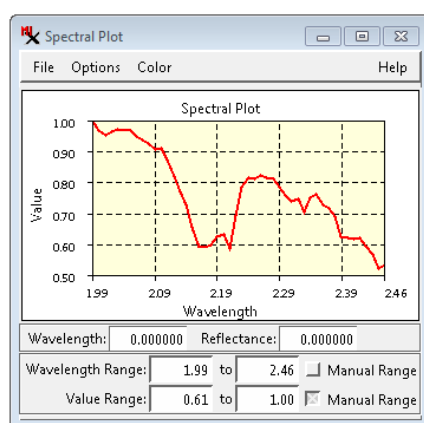 Spectral Plot
File Options Color Help
Spectral Plot
1.00
0.90
0.80
0.70
0.60
0.50
Value
1.99 2.09 2.19 2.29 2.39 2.46
Wavelength
Wavelength: 0.000000 Reflectance: 0.000000
Wavelength Range: 1.99 to 2.46 Manual Range
Value Range: 0.61 to 1.00 Manual Range